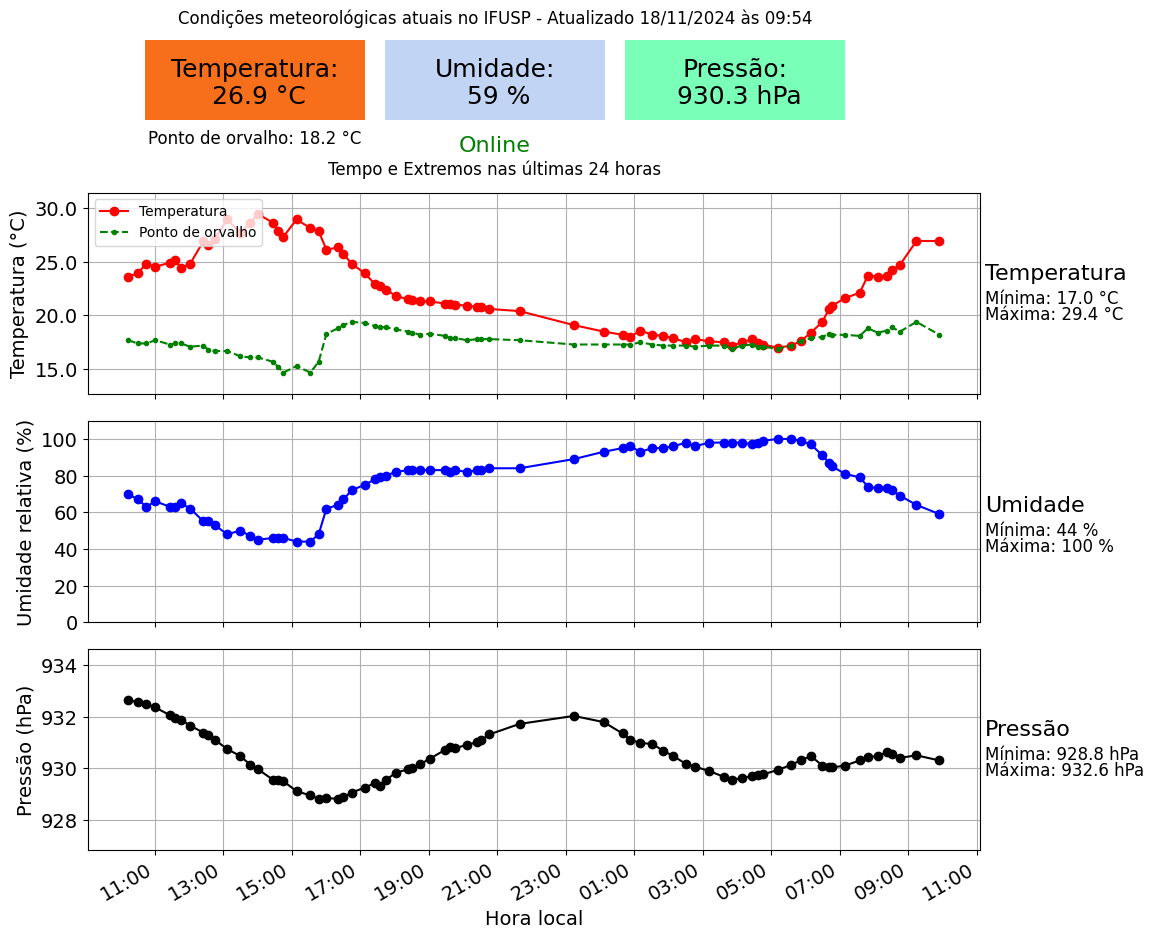 Condições meteorológicas atuais no IFUSP - Atualizado 18/11/2024 às 09:54
Temperatura:
26.9 °C
Umidade:
59 %
Pressão:
930.3 hPa
Ponto de orvalho: 18.2 °C
Online
Tempo e Extremos nas últimas 24 horas
Temperatura (°C)
30.0
25.0
20.0
15.0
Temperatura
Ponto de orvalho
Temperatura
Mínima: 17.0 °C
Máxima: 29.4 °C
Umidade relativa (%)
100
80
60
40
20
0
Umidade
Mínima: 44 %
Máxima: 100 %
Pressão (hPa)
934
932
930
928
Pressão
Mínima: 928.8 hPa
Máxima: 932.6 hPa
11:00
13:00
15:00
17:00
19:00
21:00
23:00
01:00
03:00
05:00
07:00
09:00
11:00
Hora local